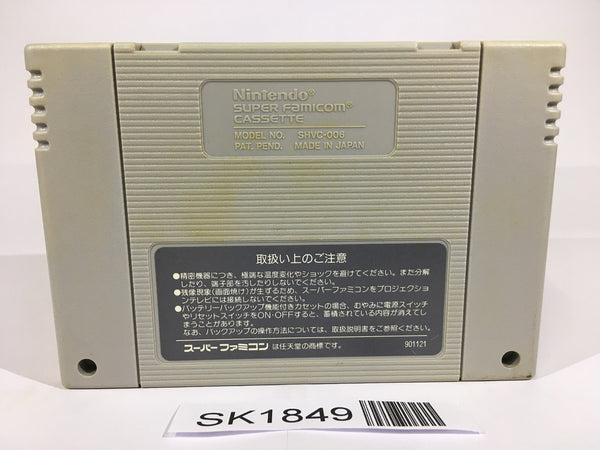 Nintendo®
SUPER FAMICOM®
CASSETTE
MODEL NO. SHVC-006
PAT. PEND. MADE IN JAPAN
取扱い上のご注意
●精密機器につき、極端な温度変化やショックを避けてください。また分解
したり、端子部を汚したりしないでください。
●残像現象(画面焼け)が生ずるため、スーパーファミコンをプロジェクショ
ンテレビには接続しないでください。
●バッテリーバックアップ機能付きカセットの場合、むやみに電源スイッチ
やリセットスイッチをON・OFFすると、蓄積されている内容が消えてし
まうことがあります。
なお、バックアップの操作方法については、取扱説明書をご参照ください。
スーパーファミコン は任天堂の商標です。 901121
SK1849